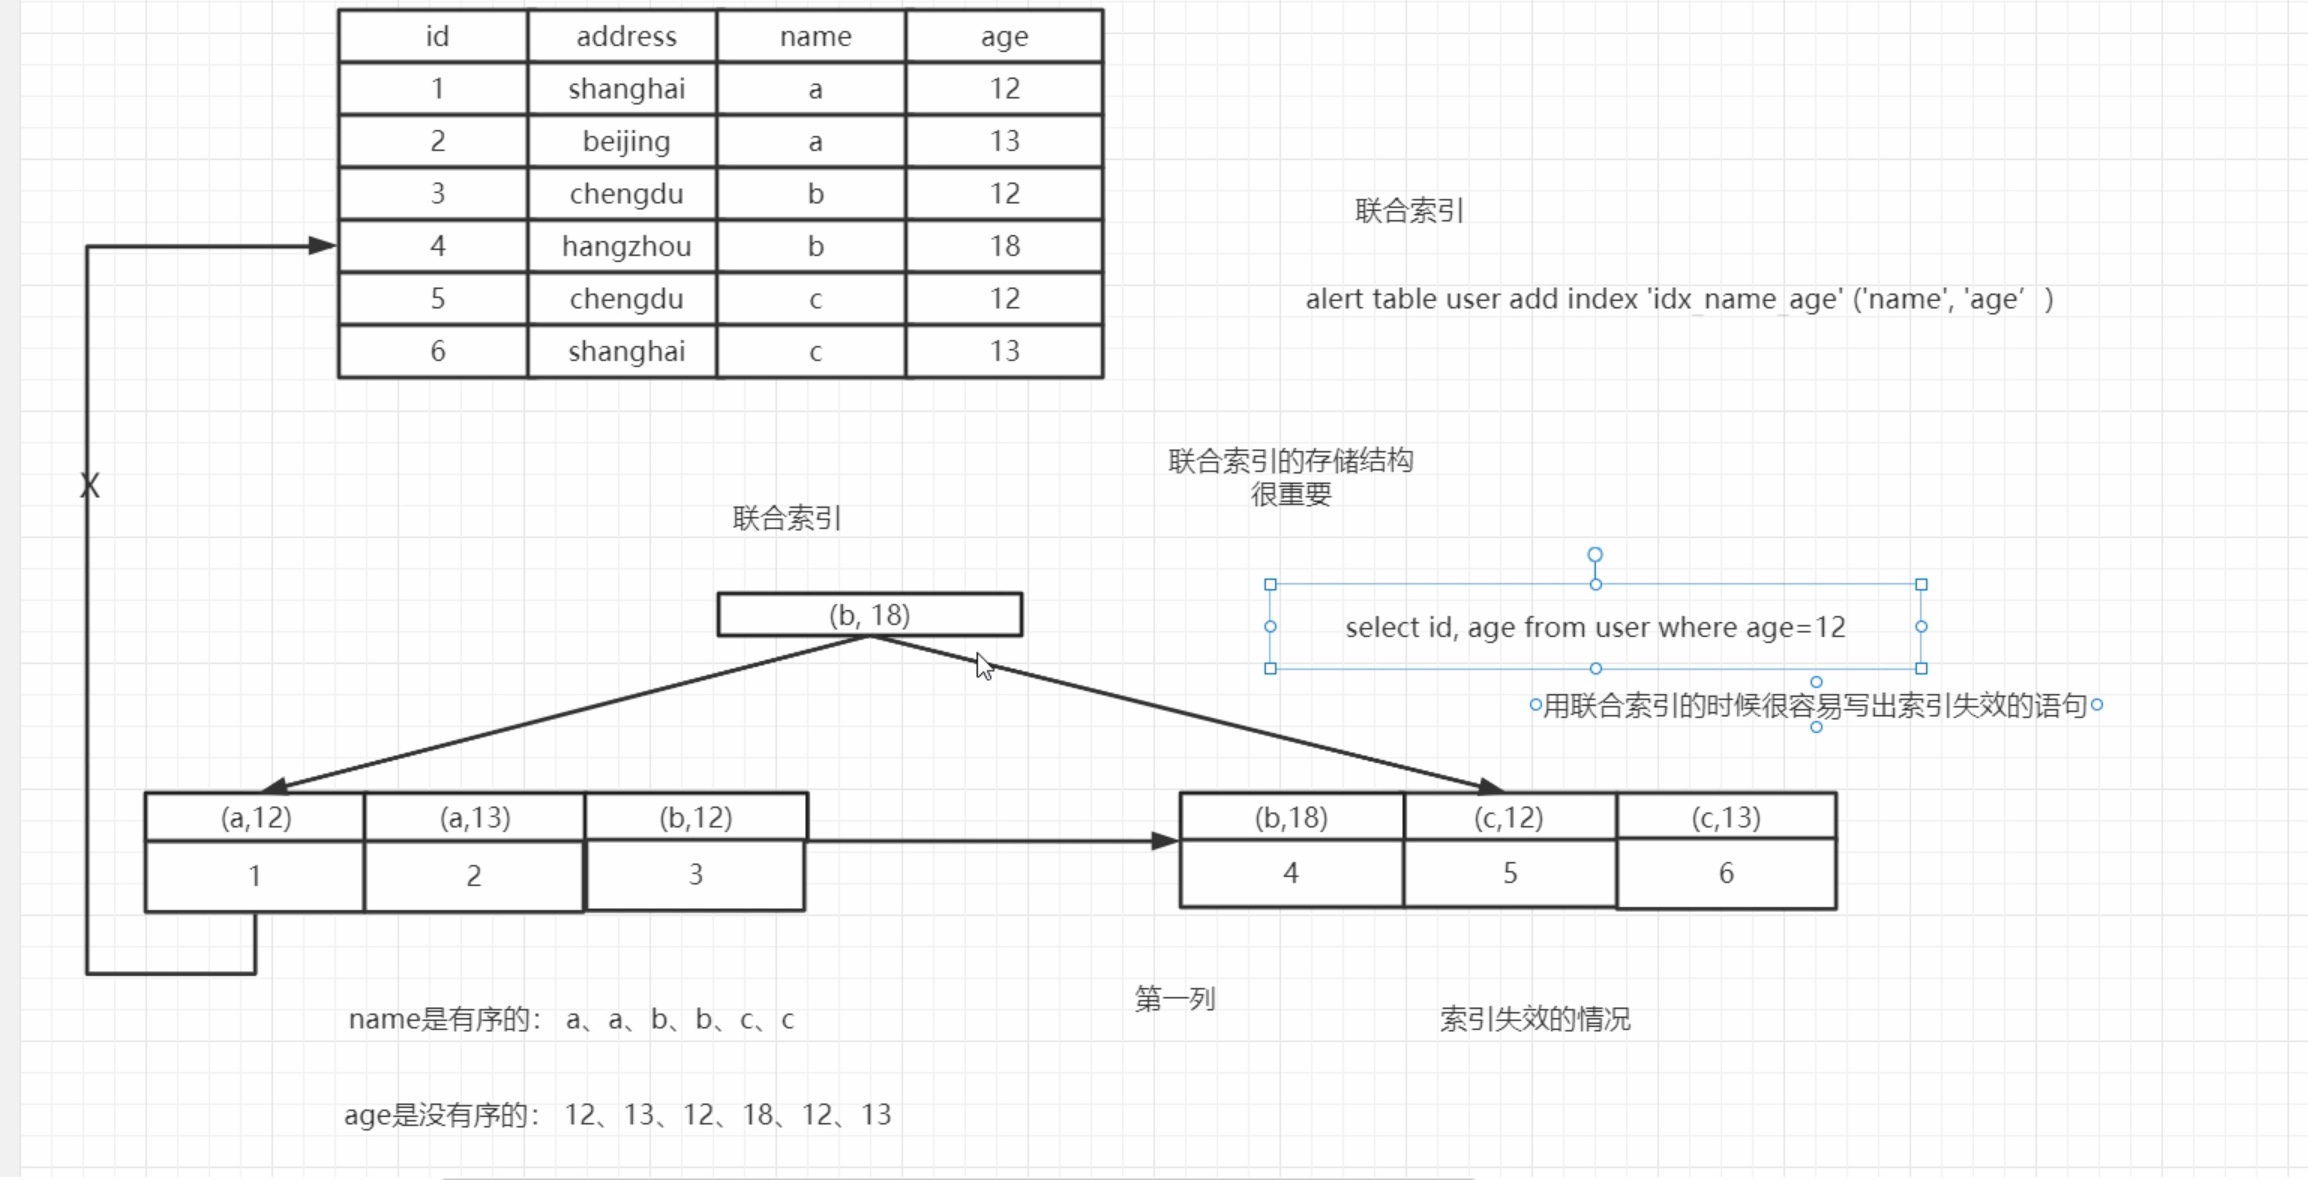 id address name age
1 shanghai a 12
2 beijing a 13
3 chengdu b 12
4 hangzhou b 18
5 chengdu c 12
6 shanghai c 13
联合索引
alert table user add index 'idx_name_age' ('name', 'age’ )
X
联合索引的存储结构
很重要
联合索引
(b, 18)
select id, age from user where age=12
用联合索引的时候很容易写出索引失效的语句
(a,12) (a,13) (b,12)
1 2 3
(b,18) (c,12) (c,13)
4 5 6
name是有序的： a、a、b、b、c、c
第一列
索引失效的情况
age是没有序的： 12、13、12、18、12、13